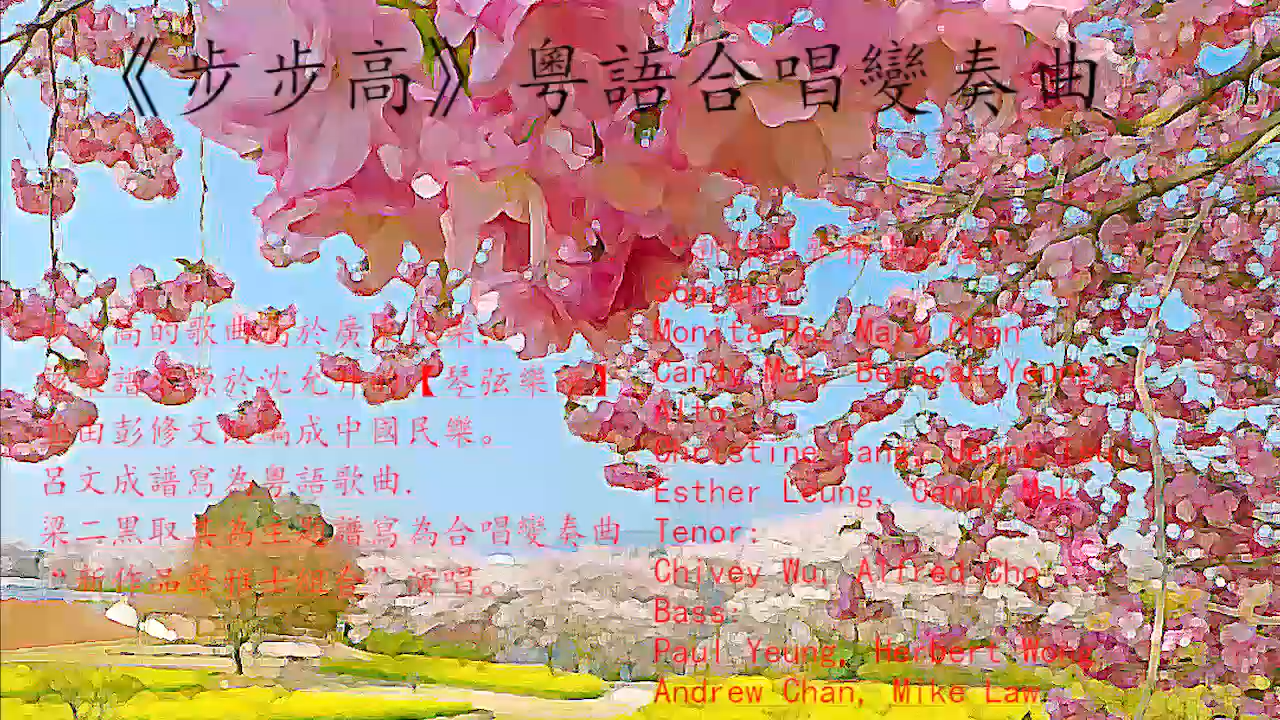 《步步高》粵語合唱變奏曲
高的歌曲 於廣 民樂,
樂譜 源於沈允升的【琴弦樂 】
由彭修文改編成中國民樂。
呂文成譜寫為粵語歌曲.
梁二黑取其為主題譜寫為合唱變奏曲
“新作品聲雅士組合”演唱。
Soprano:
Monita Ho, Mary Chan
Candy Mak, Beracah Yeung
Alto:
Christine Tang, Jenny
Esther Leung, Candy Mak
Tenor:
Chivey Wu, Alfred Cho
Bass:
Paul Yeung, Herbert Wong
Andrew Chan, Mike Law